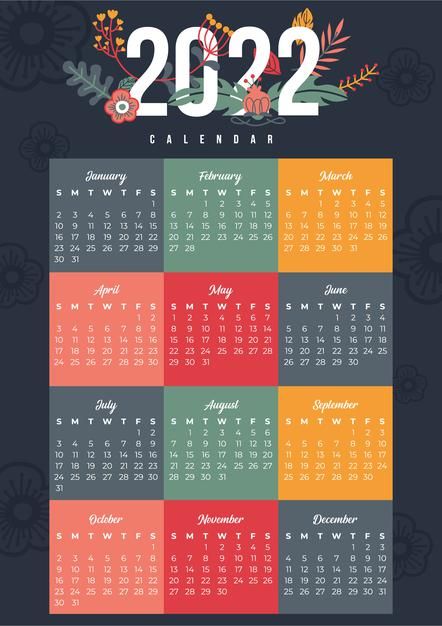 2022
CALENDAR
January
S M T W T F S
1
2 3 4 5 6 7 8
9 10 11 12 13 14 15
16 17 18 19 20 21 22
23 24 25 26 27 28 29
30 31
February
S M T W T F S
1 2 3 4 5
6 7 8 9 10 11 12
13 14 15 16 17 18 19
20 21 22 23 24 25 26
27 28
March
S M T W T F S
1 2 3 4 5
6 7 8 9 10 11 12
13 14 15 16 17 18 19
20 21 22 23 24 25 26
27 28 29 30 31
April
S M T W T F S
1 2
3 4 5 6 7 8 9
10 11 12 13 14 15 16
17 18 19 20 21 22 23
24 25 26 27 28 29 30
May
S M T W T F S
1 2 3 4 5 6 7
8 9 10 11 12 13 14
15 16 17 18 19 20 21
22 23 24 25 26 27 28
29 30 31
June
S M T W T F S
1 2 3 4
5 6 7 8 9 10 11
12 13 14 15 16 17 18
19 20 21 22 23 24 25
26 27 28 29 30
July
S M T W T F S
1 2
3 4 5 6 7 8 9
10 11 12 13 14 15 16
17 18 19 20 21 22 23
24 25 26 27 28 29 30
31
August
S M T W T F S
1 2 3 4 5 6
7 8 9 10 11 12 13
14 15 16 17 18 19 20
21 22 23 24 25 26 27
28 29 30 31
September
S M T W T F S
1 2 3
4 5 6 7 8 9 10
11 12 13 14 15 16 17
18 19 20 21 22 23 24
25 26 27 28 29 30
October
S M T W T F S
1
2 3 4 5 6 7 8
9 10 11 12 13 14 15
16 17 18 19 20 21 22
23 24 25 26 27 28 29
30 31
November
S M T W T F S
1 2 3 4 5
6 7 8 9 10 11 12
13 14 15 16 17 18 19
20 21 22 23 24 25 26
27 28 29 30
December
S M T W T F S
1 2 3
4 5 6 7 8 9 10
11 12 13 14 15 16 17
18 19 20 21 22 23 24
25 26 27 28 29 30 31